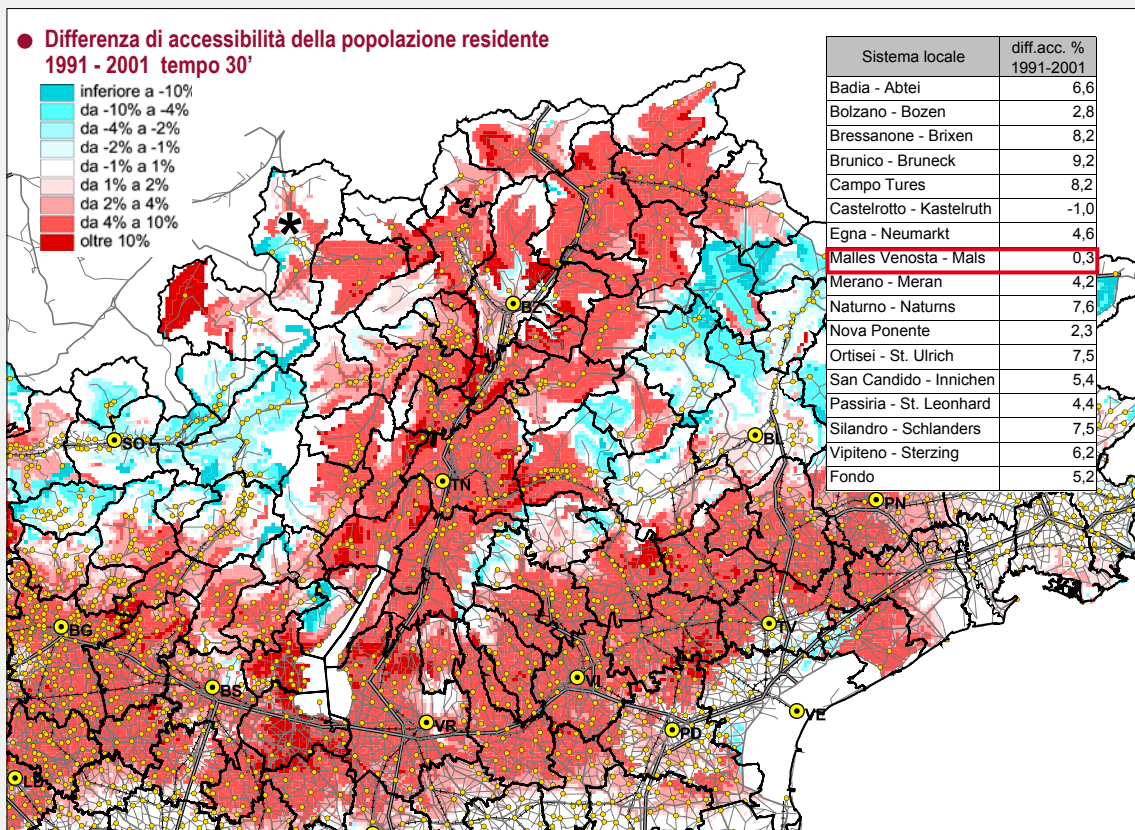 Differenza di accessibilità della popolazione residente
1991 - 2001 tempo 30'
inferiore a -10%
da -10% a -4%
da -4% a -2%
da -2% a -1%
da -1% a 1%
da 1% a 2%
da 2% a 4%
da 4% a 10%
oltre 10%
Sistema locale diff.acc. % 1991-2001
Badia - Abtei 6,6
Bolzano - Bozen 2,8
Bressanone - Brixen 8,2
Brunico - Bruneck 9,2
Campo Tures 8,2
Castelrotto - Kastelruth -1,0
Egna - Neumarkt 4,6
Malles Venosta - Mals 0,3
Merano - Meran 4,2
Naturno - Naturns 7,6
Nova Ponente 2,3
Ortisei - St. Ulrich 7,5
San Candido - Innichen 5,4
Passiria - St. Leonhard 4,4
Silandro - Schlanders 7,5
Vipiteno - Sterzing 6,2
Fondo 5,2
*
BZ
SO
BL
TN
PN
BG
TV
BS
VI
VR
PD
VE